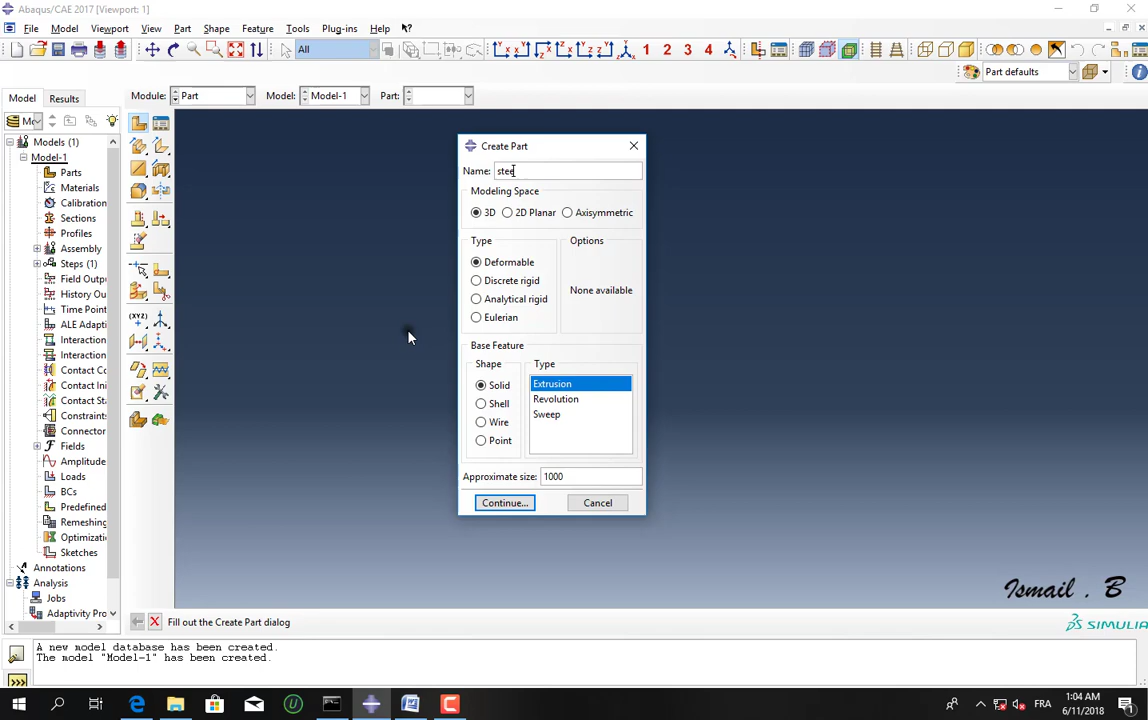 Abaqus/CAE 2017 [Viewport: 1]
File Model Viewport View Part Shape Feature Tools Plug-ins Help
All
1 2 3 4
Part defaults
Model Results
Module: Part Model: Model-1 Part:
Models (1)
Model-1
Parts
Materials
Calibration
Sections
Profiles
Assembly
Steps (1)
Field Outp
History Ou
Time Point
ALE Adapti
Interaction
Interaction
Contact Co
Contact Ini
Contact Sta
Constraints
Connector
Fields
Amplitude
Loads
BCs
Predefined
Remeshing
Optimizatio
Sketches
Annotations
Analysis
Jobs
Adaptivity Pro
(XYZ)
Create Part
Name: stee
Modeling Space
3D 2D Planar Axisymmetric
Type
Deformable
Discrete rigid
Analytical rigid
Eulerian
Options
None available
Base Feature
Shape
Solid
Shell
Wire
Point
Type
Extrusion
Revolution
Sweep
Approximate size: 1000
Continue... Cancel
Ismail . B
Fill out the Create Part dialog
SIMULIA
A new model database has been created.
The model "Model-1" has been created.
>>>
FRA
1:04 AM
6/11/2018